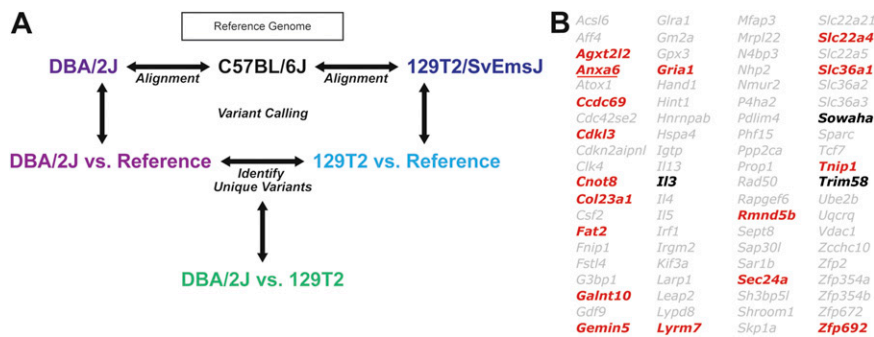 A
Reference Genome
DBA/2J C57BL/6J 129T2/SvEmsJ
Alignment Alignment
Variant Calling
DBA/2J vs. Reference 129T2 vs. Reference
Identify
Unique Variants
DBA/2J vs. 129T2
B
Acsl6 Glra1 Mfap3 Slc22a21
Aff4 Gm2a Mrpl22 Slc22a4
Agxt2l2 Gpx3 N4bp3 Slc22a5
Anxa6 Gria1 Nhp2 Slc36a1
Atox1 Hand1 Nmur2 Slc36a2
Ccdc69 Hint1 P4ha2 Slc36a3
Cdc42se2 Hnrnpab Pdlim4 Sowaha
Cdkl3 Hspa4 Phf15 Sparc
Cdkn2aipnl Igtp Ppp2ca Tcf7
Clk4 Il13 Prop1 Tnip1
Cnot8 Il3 Rad50 Trim58
Col23a1 Il4 Rapgef6 Ube2b
Csf2 Il5 Rmnd5b Uqcrq
Fat2 Irf1 Sept8 Vdac1
Fnip1 Irgm2 Sap30l Zcchc10
Fstl4 Kif3a Sar1b Zfp2
G3bp1 Larp1 Sec24a Zfp354a
Galnt10 Leap2 Sh3bp5l Zfp354b
Gdf9 Lypd8 Shroom1 Zfp672
Gemin5 Lyrm7 Skp1a Zfp692